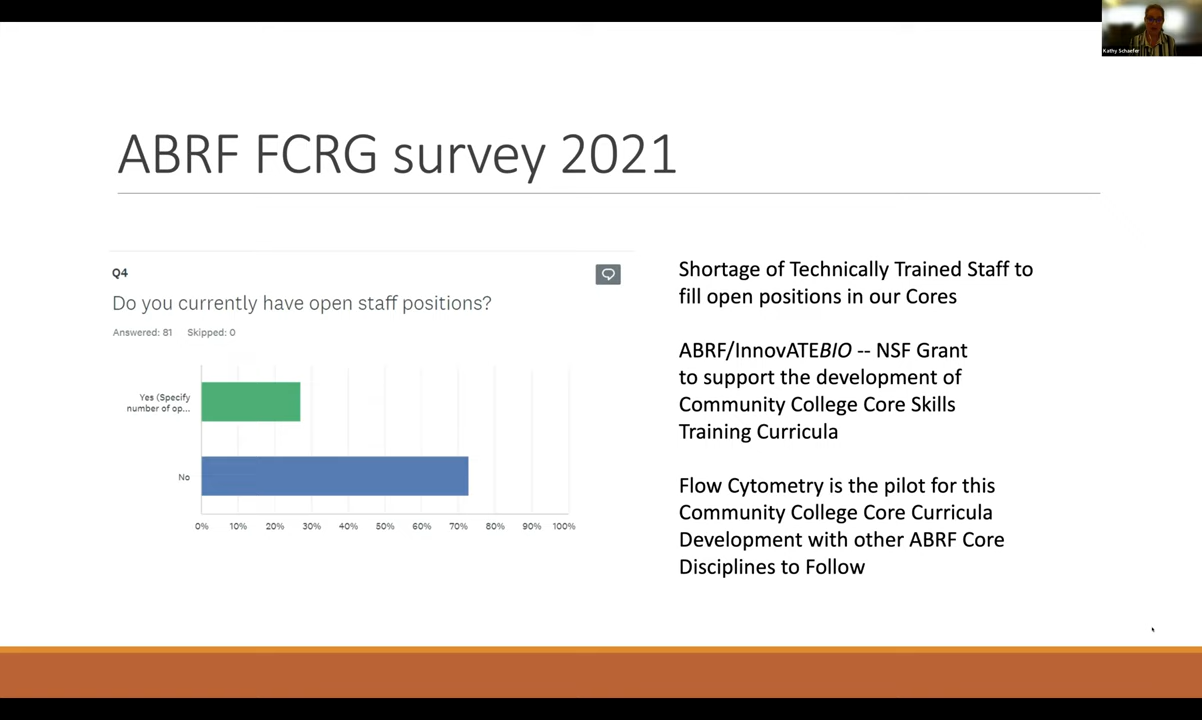 Kathy Schaefer
ABRF FCRG survey 2021
Q4
Do you currently have open staff positions?
Answered: 81 Skipped: 0
Yes (Specify
number of op...
No
0% 10% 20% 30% 40% 50% 60% 70% 80% 90% 100%
Shortage of Technically Trained Staff to
fill open positions in our Cores
ABRF/InnovATEBIO -- NSF Grant
to support the development of
Community College Core Skills
Training Curricula
Flow Cytometry is the pilot for this
Community College Core Curricula
Development with other ABRF Core
Disciplines to Follow